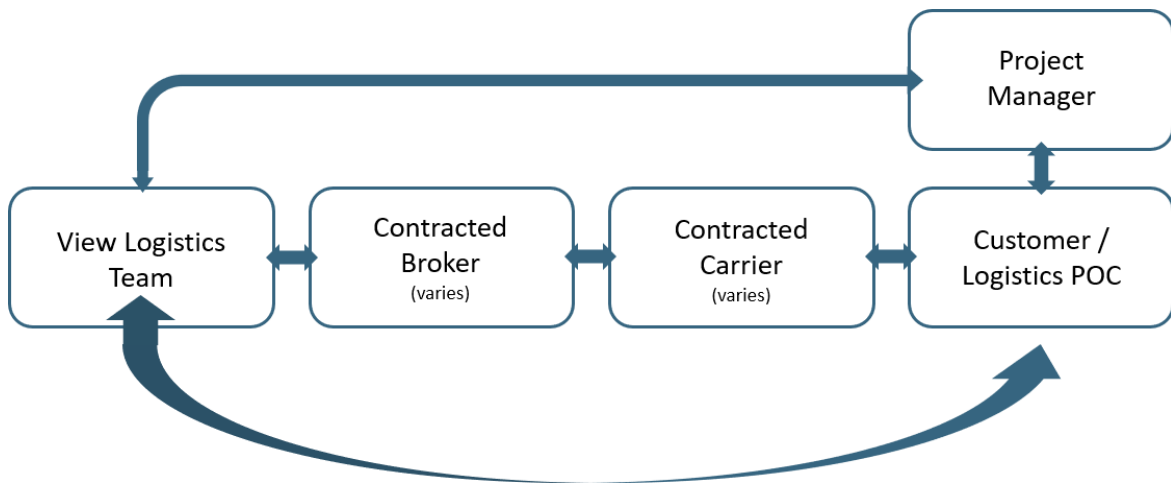 Project
Manager
View Logistics
Team
Contracted
Broker
(varies)
Contracted
Carrier
(varies)
Customer /
Logistics POC